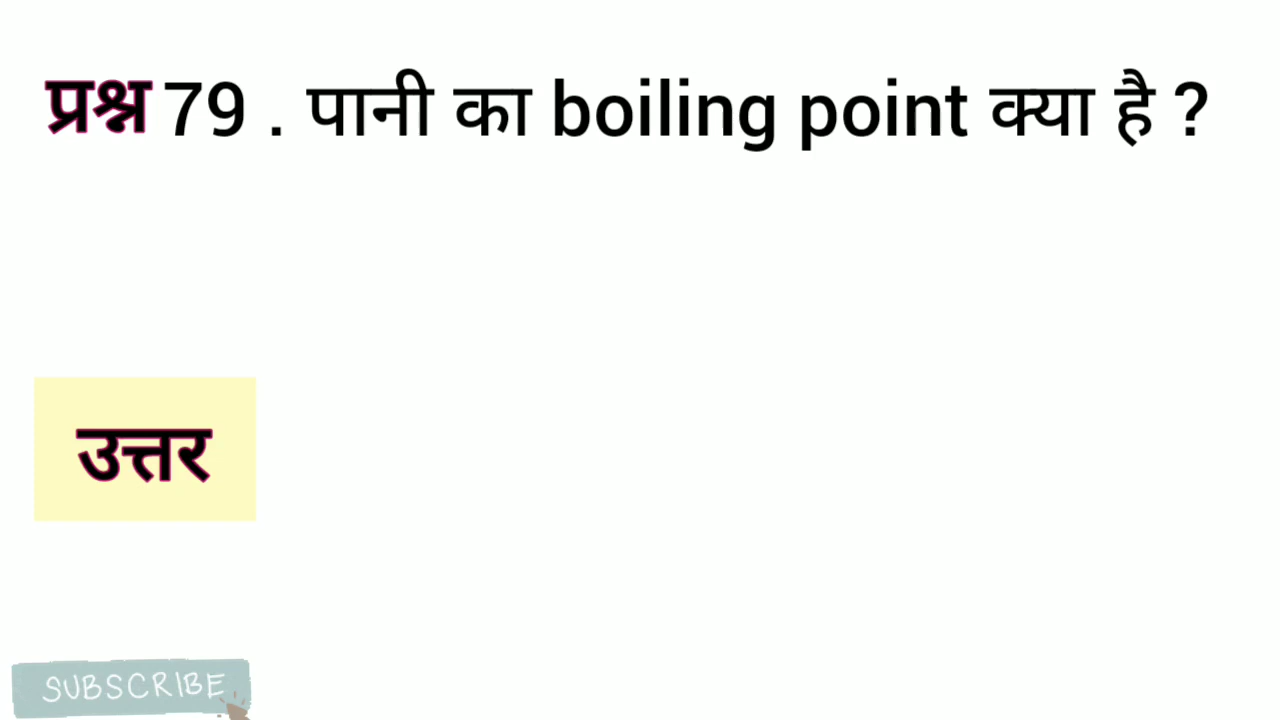 प्रश्न 79 . पानी का boiling point क्या है ?
उत्तर
SUBSCRIBE